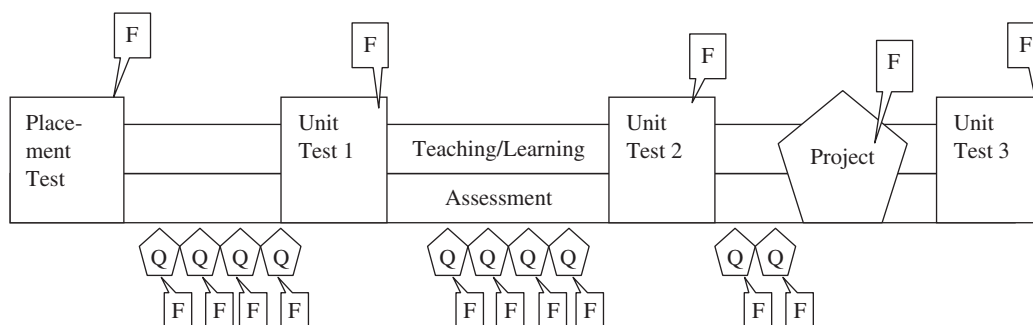 F
F
F
F
F
Place-
ment
Test
Unit
Test 1
Teaching/Learning
Assessment
Unit
Test 2
Project
Unit
Test 3
Q Q Q Q
Q Q Q Q
Q Q
F F F F
F F F F
F F